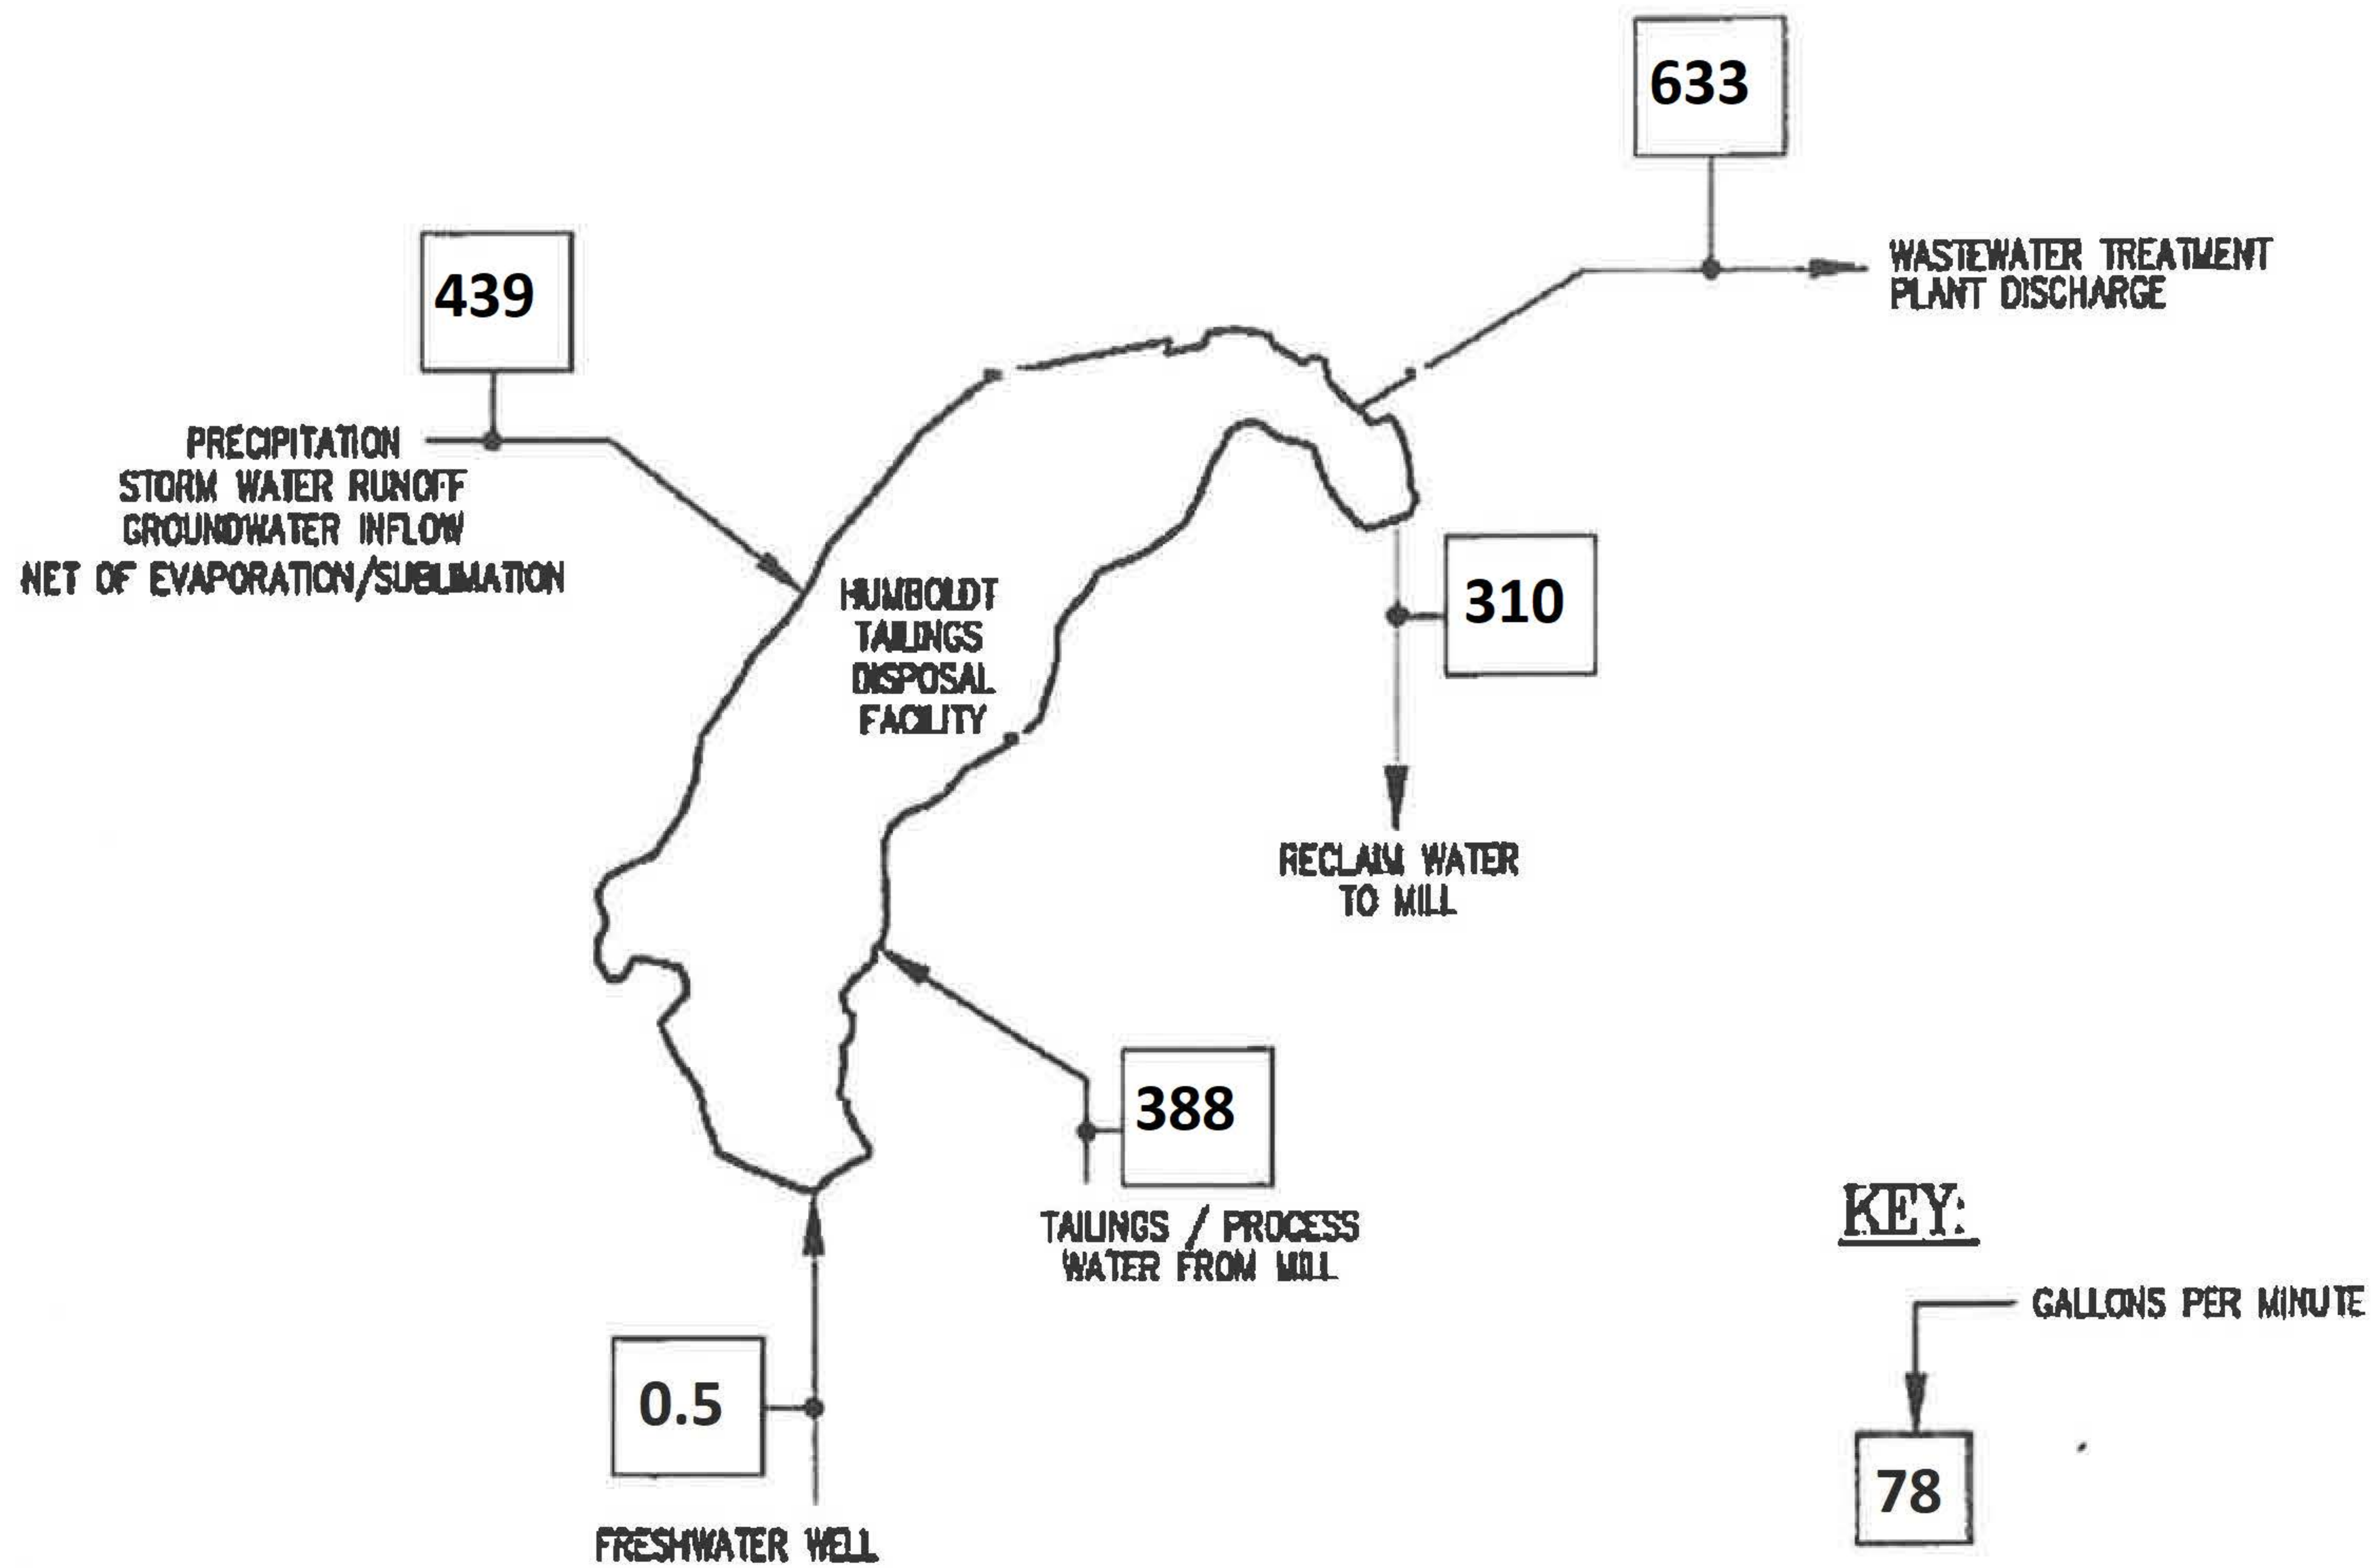 633
WASTEWATER TREATMENT
PLANT DISCHARGE
439
PRECIPITATION
STORM WATER RUNOFF
GROUNDWATER INFLOW
NET OF EVAPORATION/SUBLIMATION
HUMBOLDT
TAILINGS
DISPOSAL
FACILITY
310
RECLAIM WATER
TO MILL
388
TAILINGS / PROCESS
WATER FROM MILL
0.5
FRESHWATER WELL
KEY:
GALLONS PER MINUTE
78